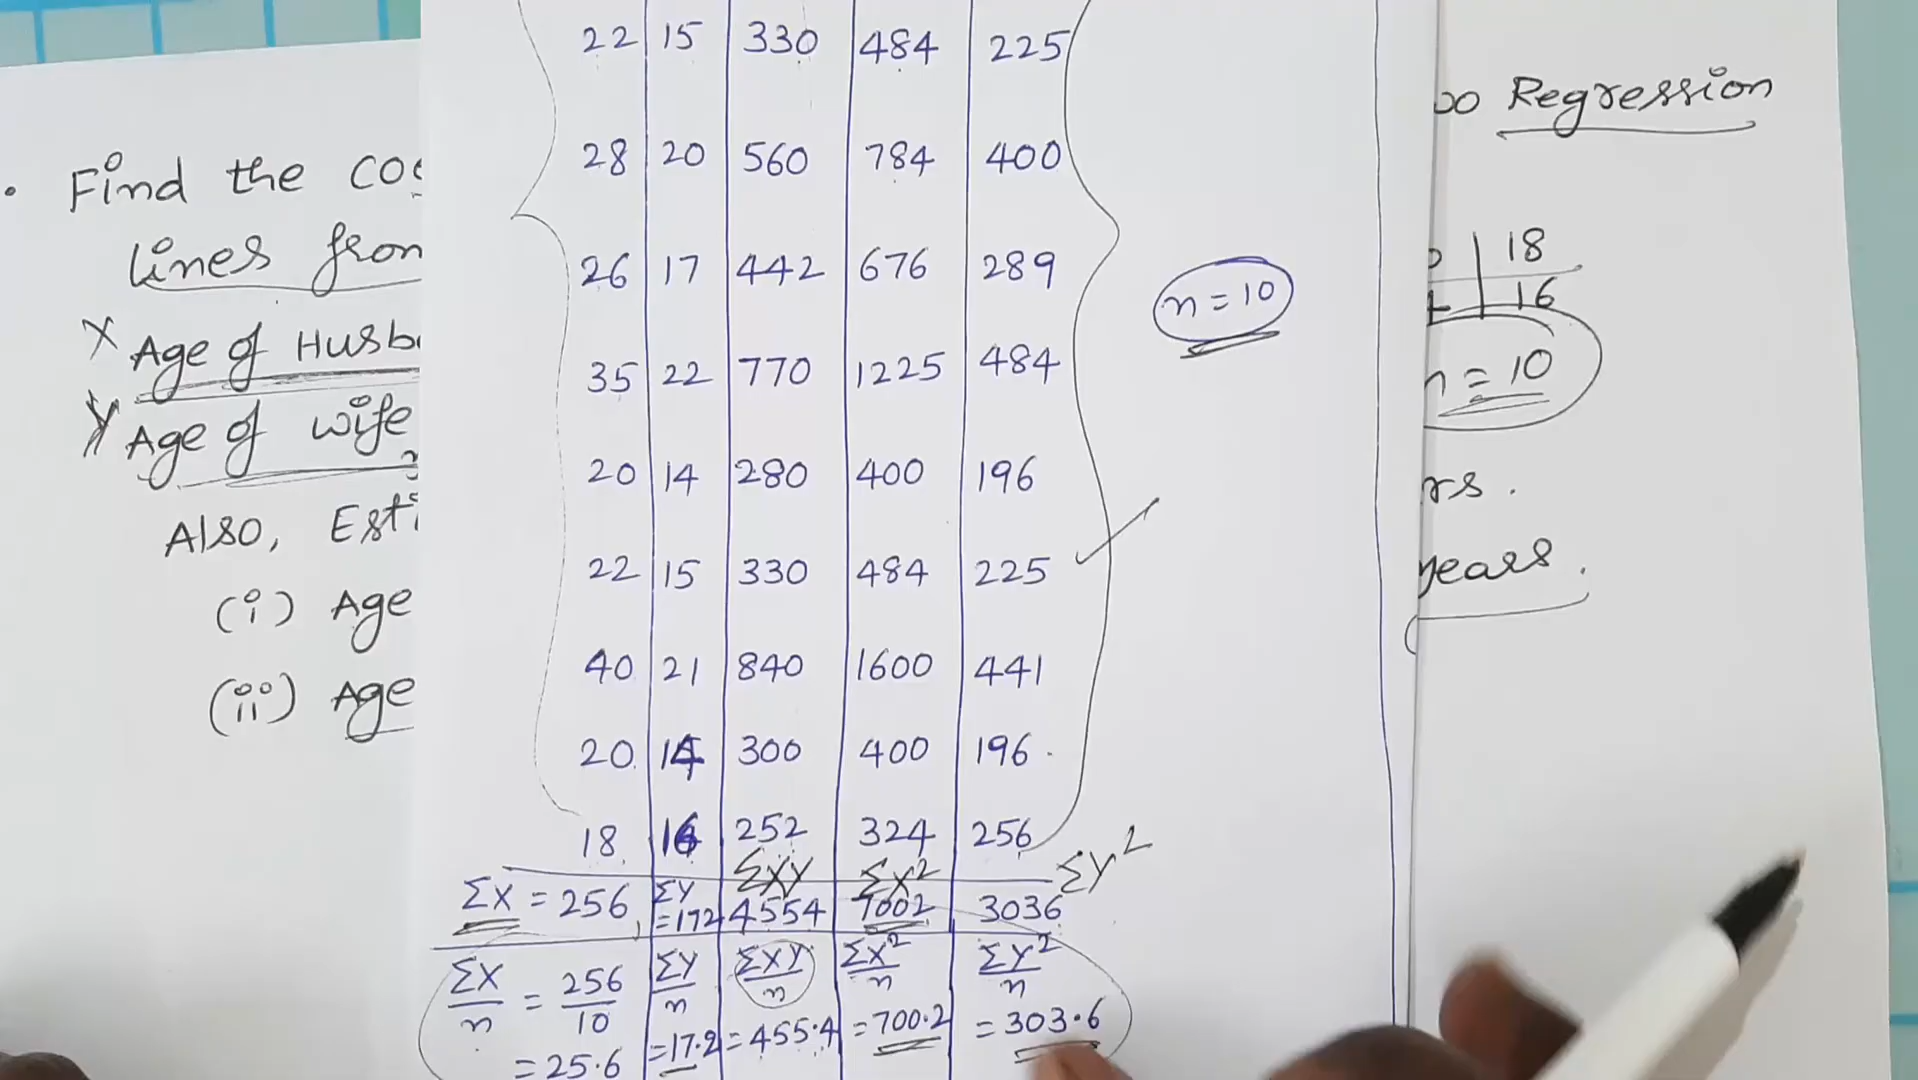 22 15 330 484 225
28 20 560 784 400
26 17 442 676 289
35 22 770 1225 484
20 14 280 400 196
22 15 330 484 225
40 21 840 1600 441
20 14 300 400 196
18 16 252 324 256
ΣXY ΣX² ΣY²
ΣX = 256 ΣY = 172 4554 7002 3036
ΣX/n = 256/10 ΣY/n ΣXY/n ΣX²/n ΣY²/n
= 25.6 = 17.2 = 455.4 = 700.2 = 303.6
n = 10
Find the
lines from
X Age of
Y Age of wife
Also,
(i) Age
(ii) Age
Regression
18
16
n = 10
years.